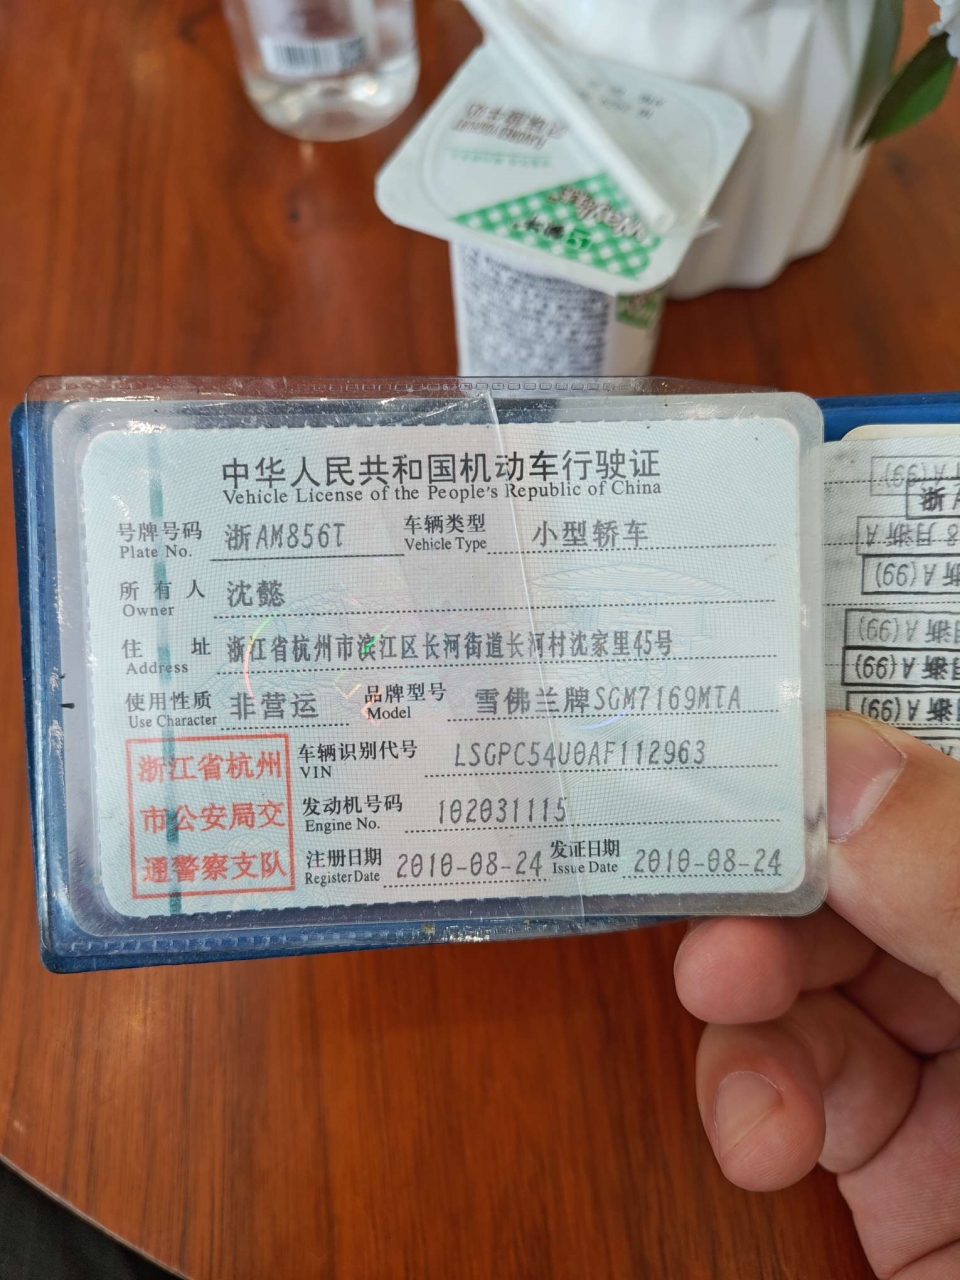 中华人民共和国机动车行驶证
Vehicle License of the People's Republic of China
号牌号码 浙AM856T 车辆类型 小型轿车
Plate No. Vehicle Type
所有人 沈懿
Owner
住址 浙江省杭州市滨江区长河街道长河村沈家里45号
Address
使用性质 非营运 品牌型号 雪佛兰牌SGM7169MTA
Use Character Model
车辆识别代号 LSGPC54U0AF112963
VIN
发动机号码 102031115
Engine No.
注册日期 2010-08-24 发证日期 2010-08-24
Register Date Issue Date
浙江省杭州
市公安局交
通警察支队